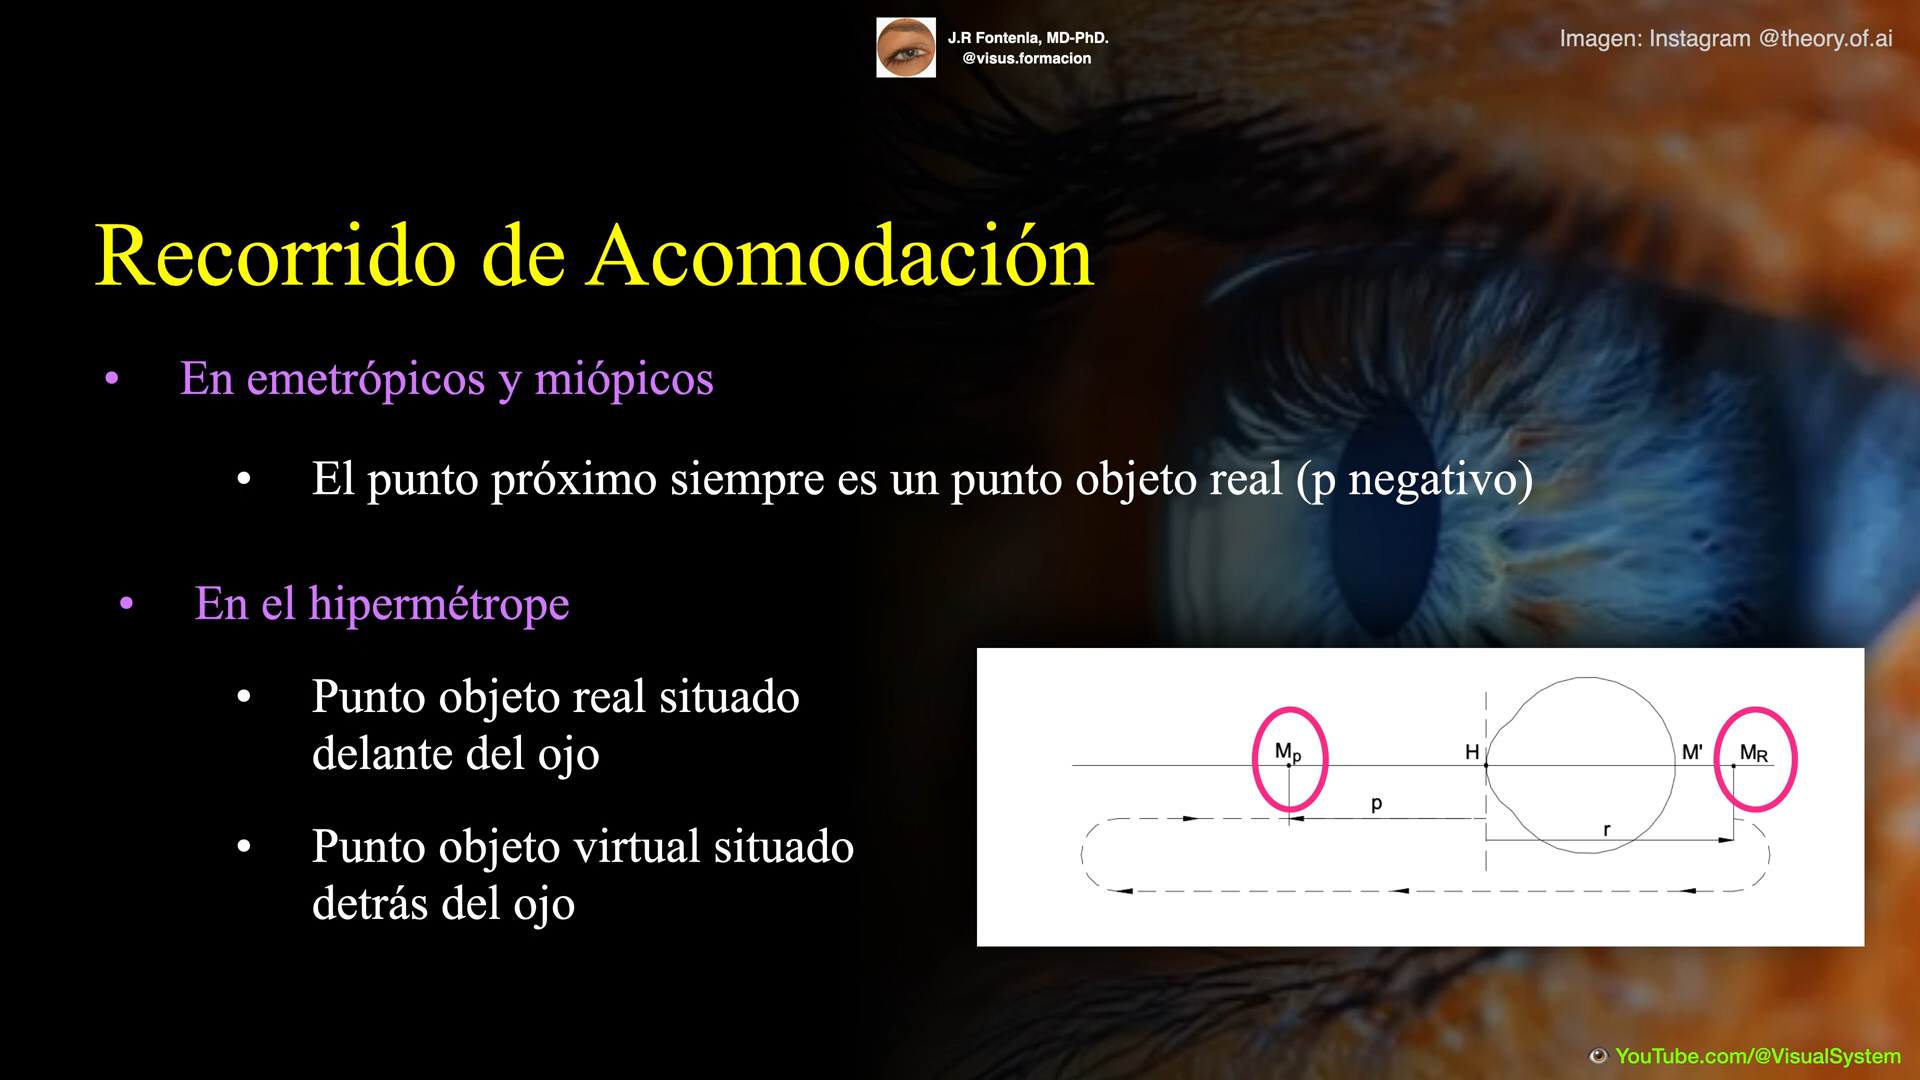 J.R Fontenla, MD-PhD.
@visus.formacion
Imagen: Instagram @theory.of.ai
Recorrido de Acomodación
• En emetrópicos y miópicos
• El punto próximo siempre es un punto objeto real (p negativo)
• En el hipermétrope
• Punto objeto real situado
delante del ojo
• Punto objeto virtual situado
detrás del ojo
Mp H M' MR
p
r
YouTube.com/@VisualSystem